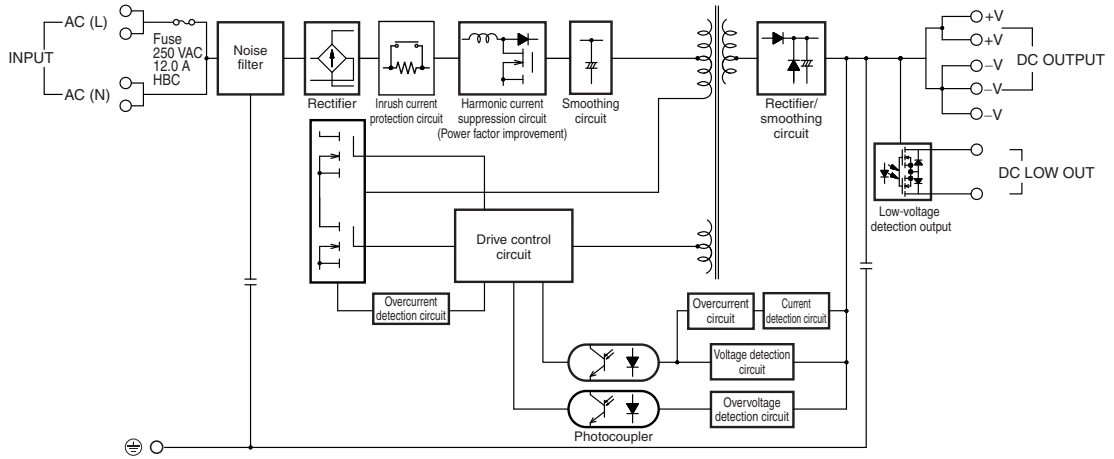 INPUT
AC (L)
AC (N)
Fuse
250 VAC
12.0 A
HBC
Noise
filter
Rectifier
Inrush current
protection circuit
Harmonic current
suppression circuit
(Power factor improvement)
Smoothing
circuit
Rectifier/
smoothing
circuit
+V
+V
−V
−V
−V
DC OUTPUT
DC LOW OUT
Low-voltage
detection output
Drive control
circuit
Overcurrent
detection circuit
Overcurrent
circuit
Current
detection circuit
Voltage detection
circuit
Overvoltage
detection circuit
Photocoupler